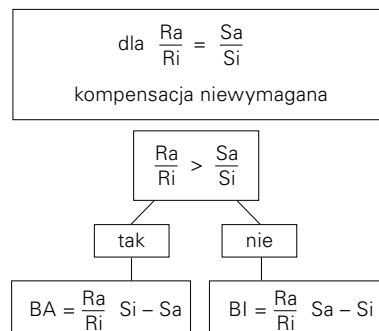 dla Ra/Ri = Sa/Si
kompensacja niewymagana
Ra/Ri > Sa/Si
tak nie
BA = Ra/Ri Si – Sa BI = Ra/Ri Sa – Si